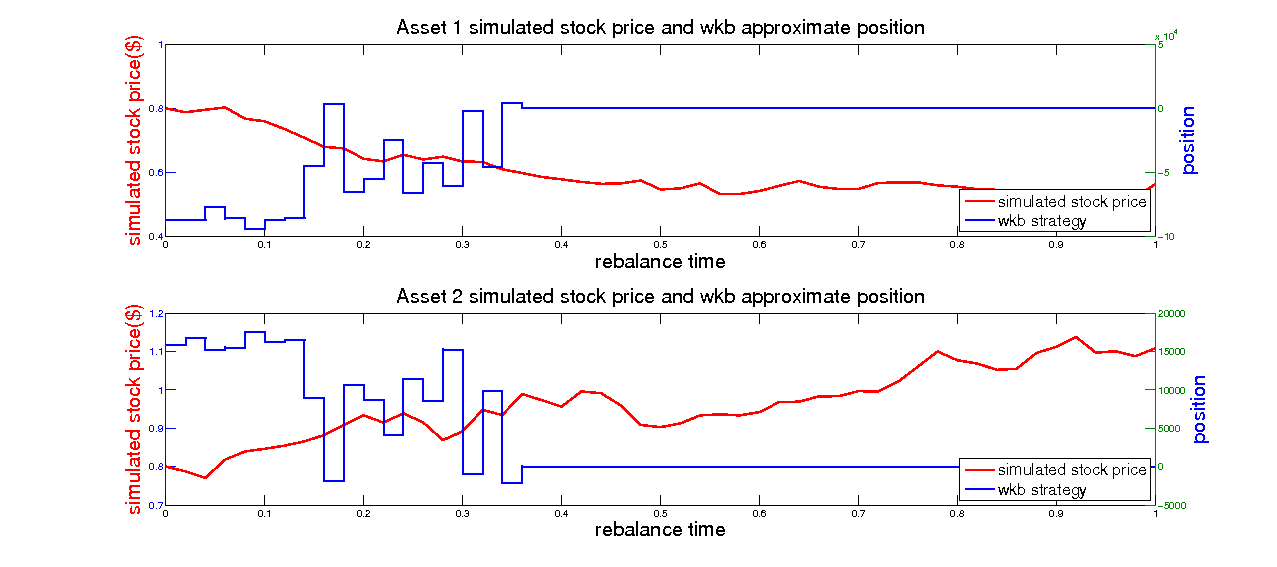 Asset 1 simulated stock price and wkb approximate position
x 10^4
1
0.8
0.6
0.4
5
0
-5
-10
simulated stock price($)
position
simulated stock price
wkb strategy
0 0.1 0.2 0.3 0.4 0.5 0.6 0.7 0.8 0.9 1
rebalance time
Asset 2 simulated stock price and wkb approximate position
1.2
1.1
1
0.9
0.8
0.7
20000
15000
10000
5000
0
-5000
simulated stock price($)
position
simulated stock price
wkb strategy
0 0.1 0.2 0.3 0.4 0.5 0.6 0.7 0.8 0.9 1
rebalance time